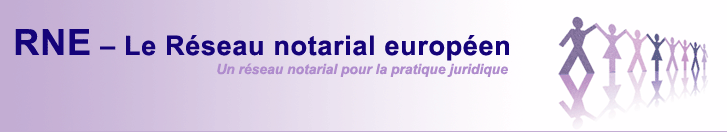 RNE – Le Réseau notarial européen
Un réseau notarial pour la pratique juridique